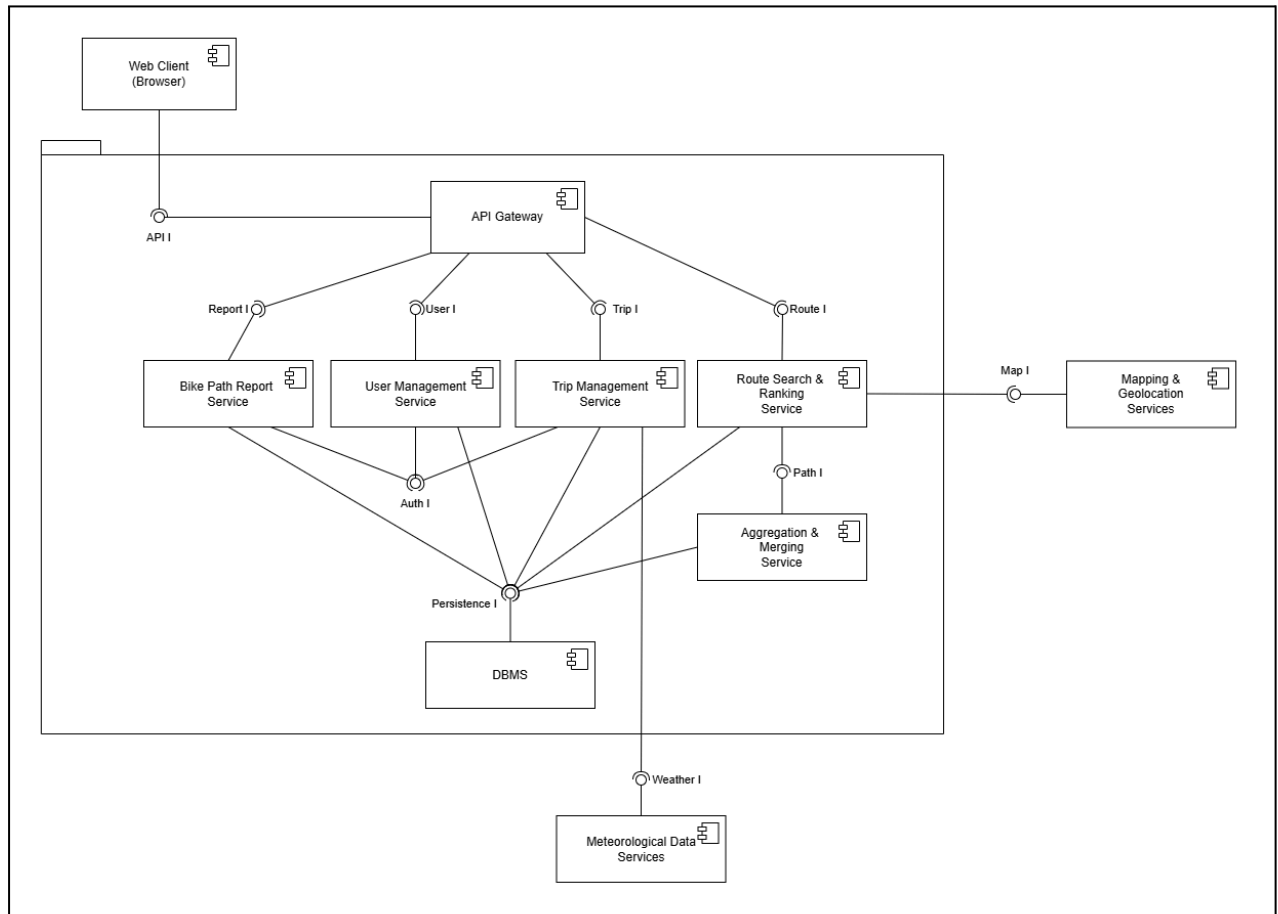 Web Client
(Browser)
API Gateway
API I
Report I
User I
Trip I
Route I
Bike Path Report
Service
User Management
Service
Trip Management
Service
Route Search &
Ranking
Service
Map I
Mapping &
Geolocation
Services
Auth I
Path I
Aggregation &
Merging
Service
Persistence I
DBMS
Weather I
Meteorological Data
Services